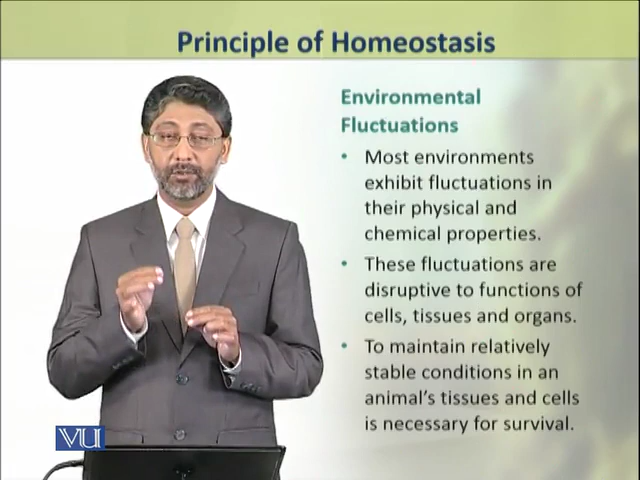 Principle of Homeostasis
Environmental
Fluctuations
• Most environments
exhibit fluctuations in
their physical and
chemical properties.
• These fluctuations are
disruptive to functions of
cells, tissues and organs.
• To maintain relatively
stable conditions in an
animal's tissues and cells
is necessary for survival.
VU